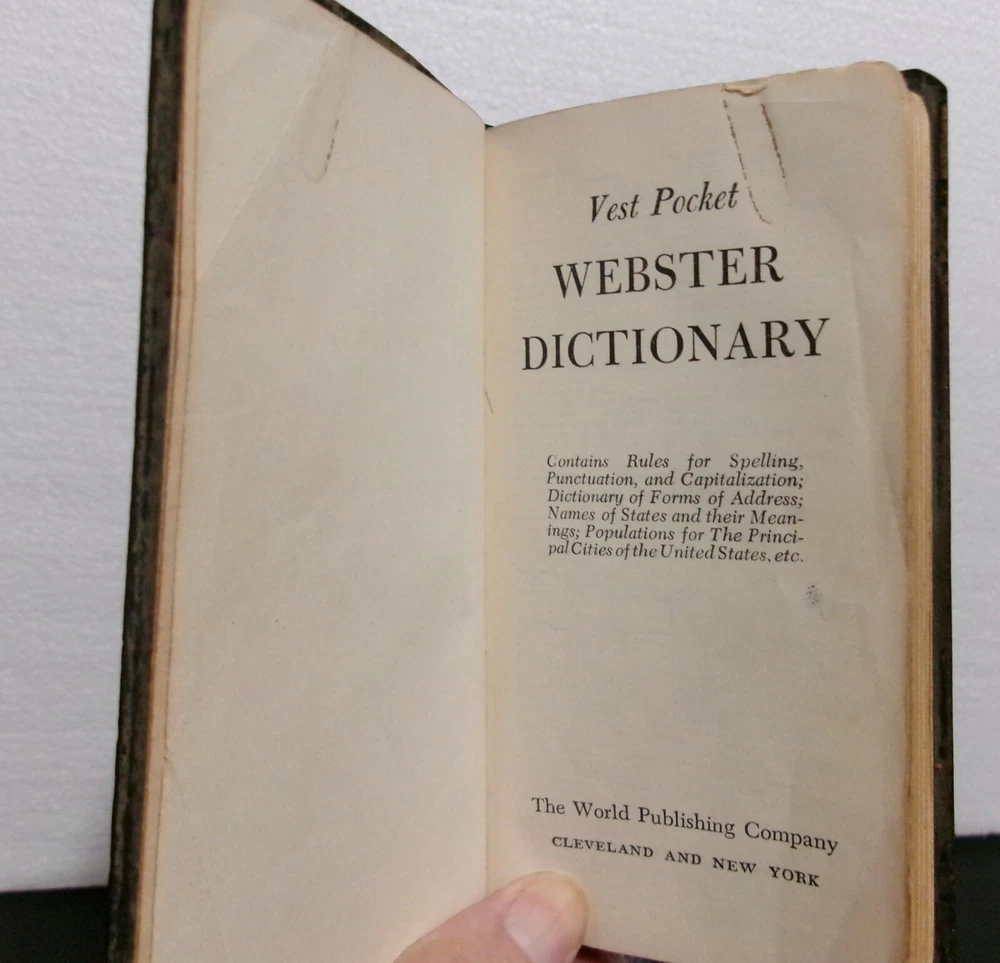 Vest Pocket
WEBSTER
DICTIONARY
Contains Rules for Spelling,
Punctuation, and Capitalization;
Dictionary of Forms of Address;
Names of States and their Mean-
ings; Populations for The Princi-
pal Cities of the United States, etc.
The World Publishing Company
CLEVELAND AND NEW YORK